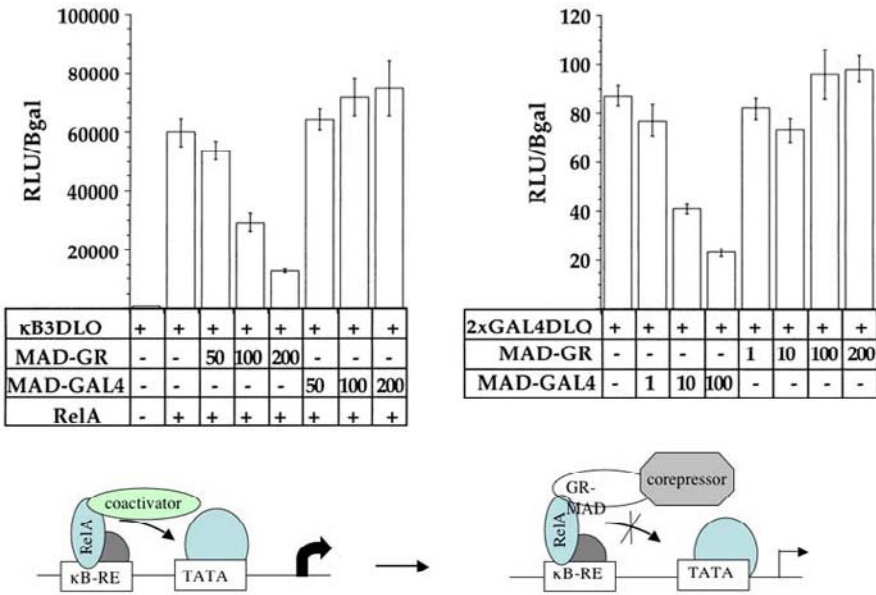 100000
80000
60000
40000
20000
RLU/Bgal
κB3DLO + + + + + + + +
MAD-GR - - 50 100 200 - - -
MAD-GAL4 - - - - - 50 100 200
RelA - + + + + + + +
120
100
80
60
40
20
RLU/Bgal
2xGAL4DLO + + + + + + + +
MAD-GR - - - - 1 10 100 200
MAD-GAL4 - 1 10 100 - - - -
coactivator
RelA
κB-RE
TATA
GR-
MAD
corepressor
RelA
κB-RE
TATA